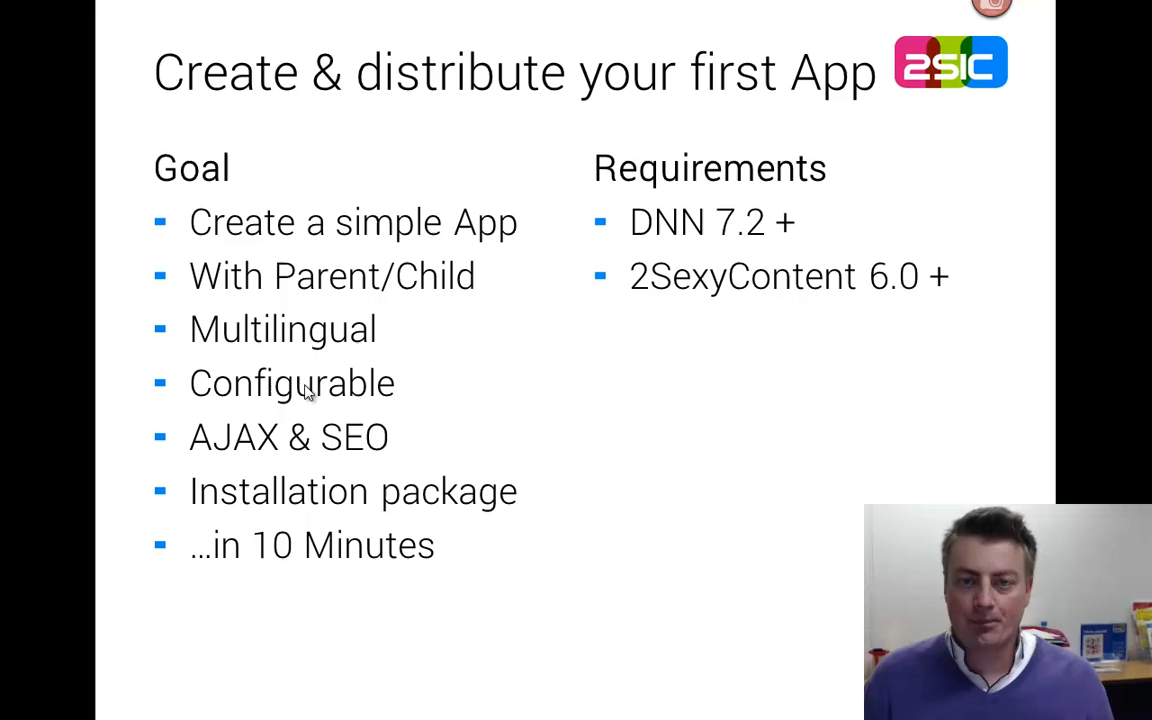 Create & distribute your first App
2SIC
Goal
Create a simple App
With Parent/Child
Multilingual
Configurable
AJAX & SEO
Installation package
...in 10 Minutes
Requirements
DNN 7.2 +
2SexyContent 6.0 +